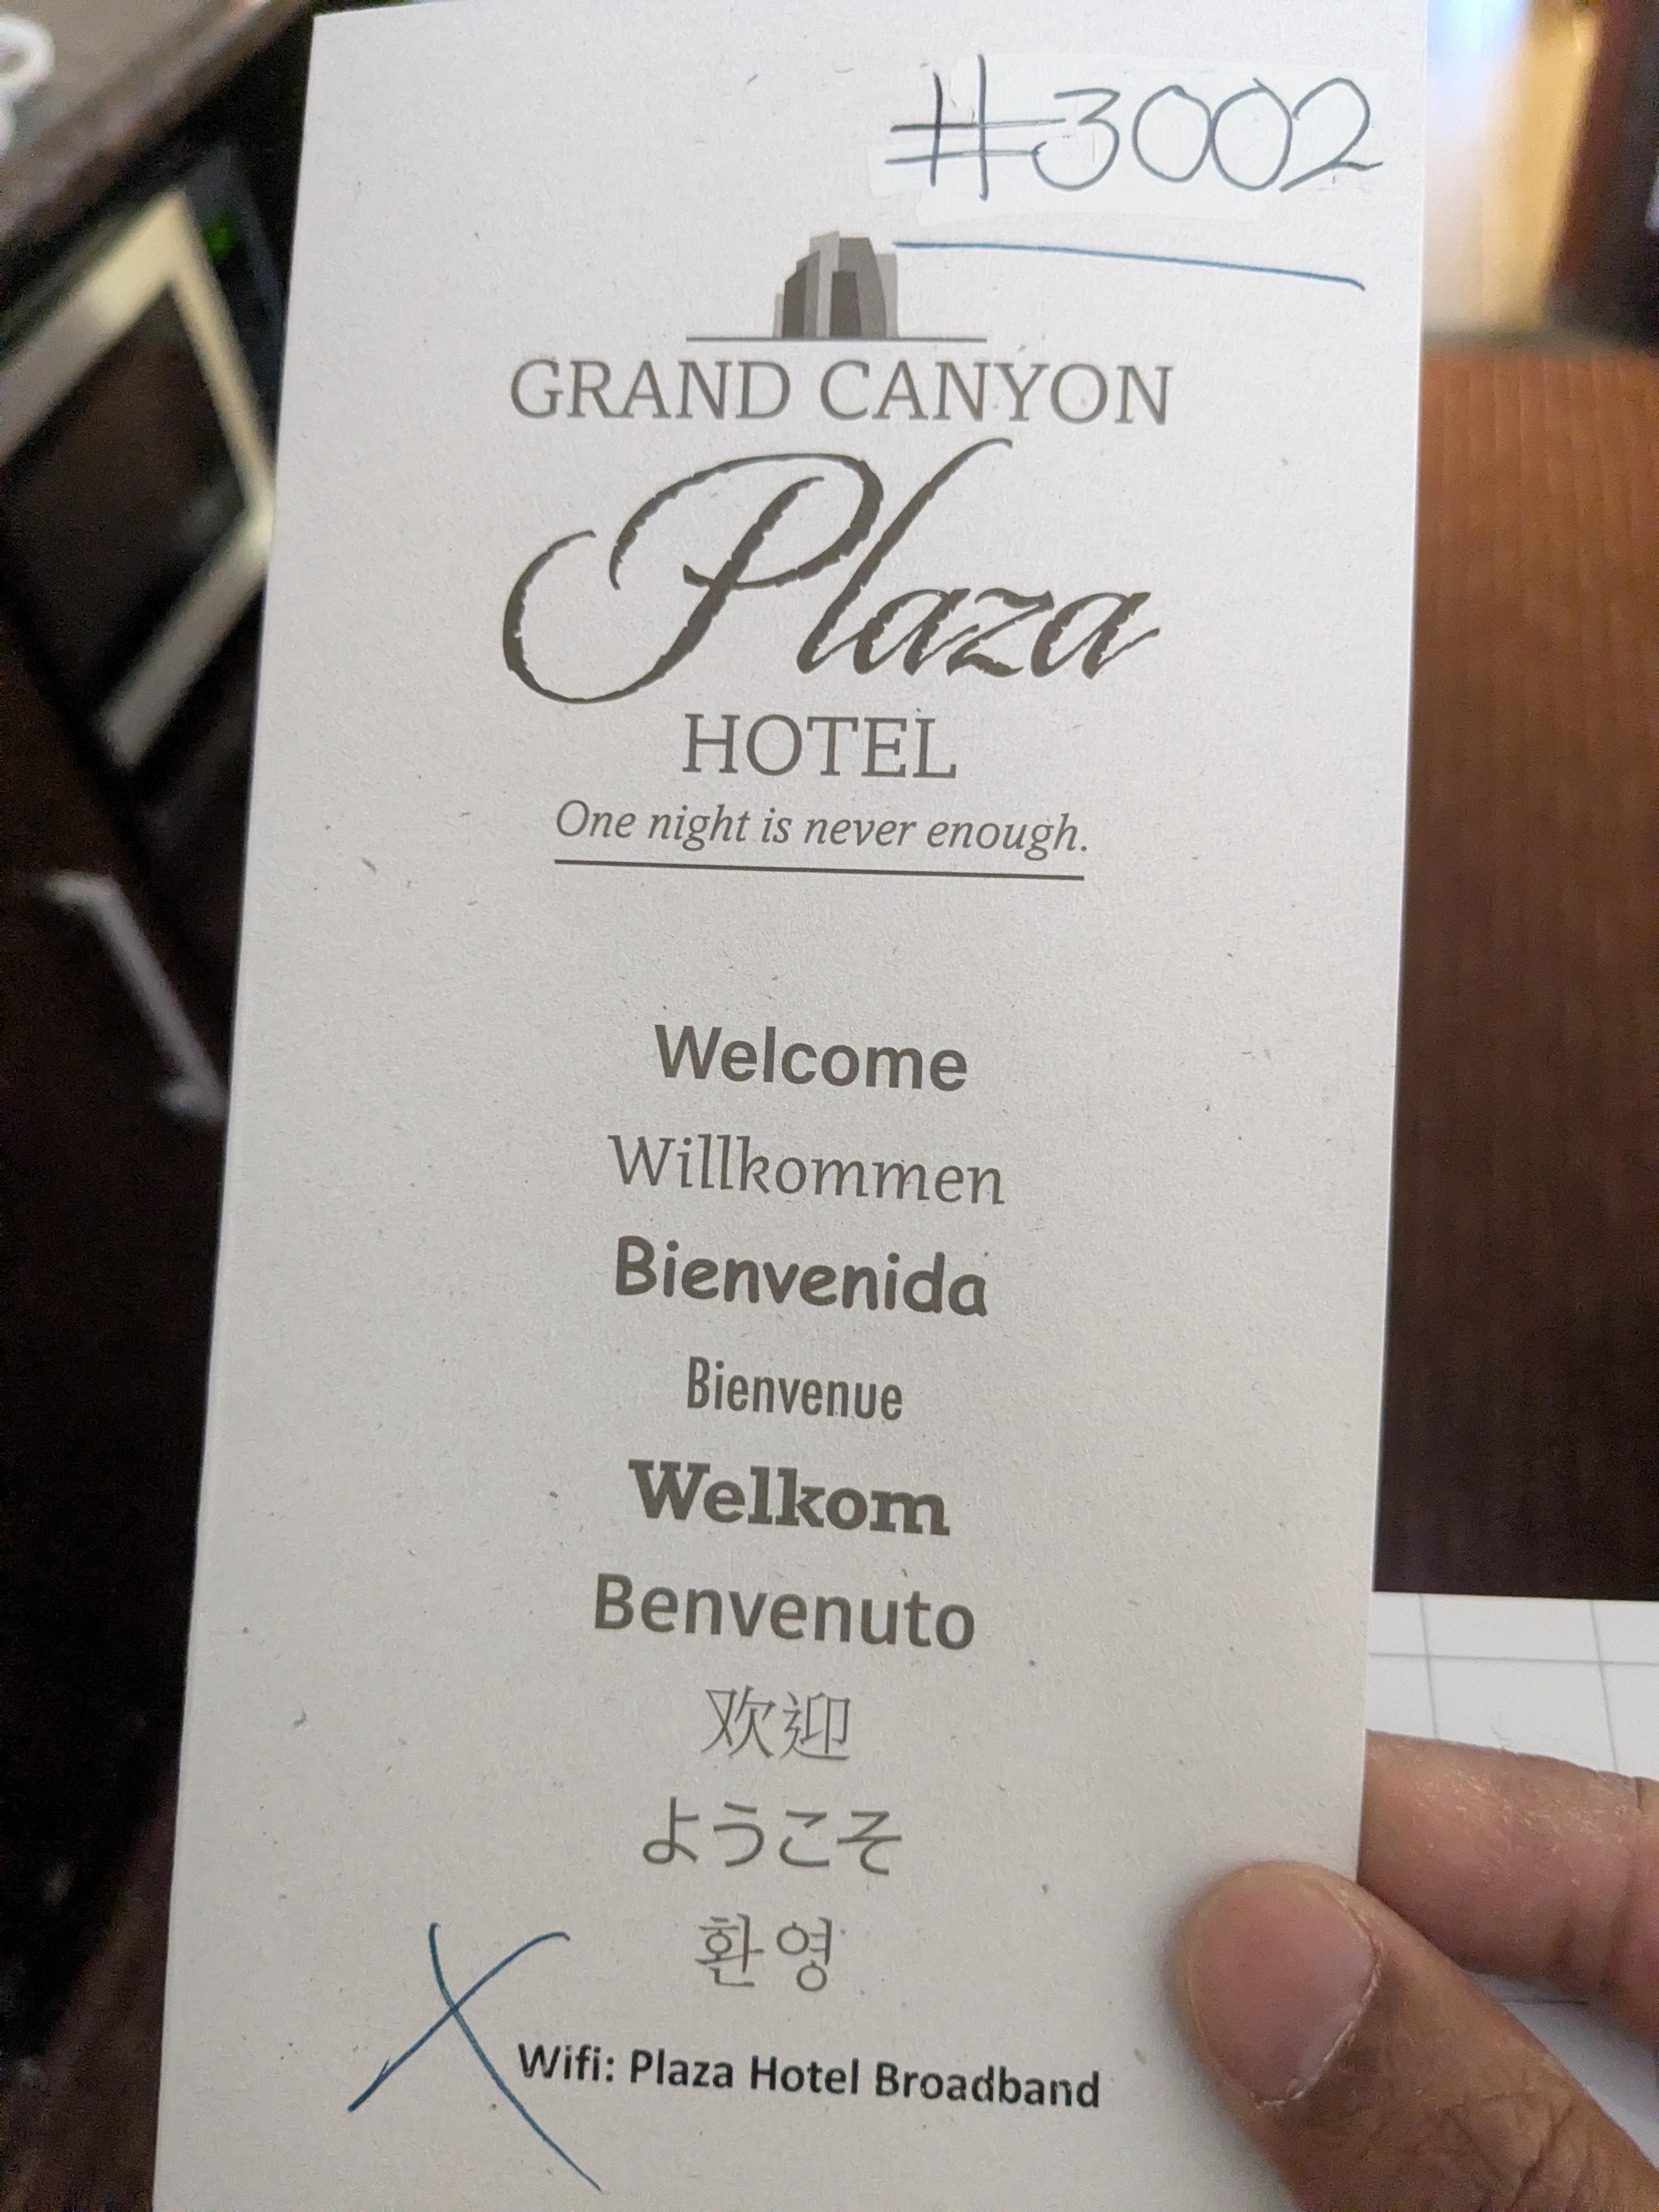 #3002
GRAND CANYON
Plaza
HOTEL
One night is never enough.
Welcome
Willkommen
Bienvenida
Bienvenue
Welkom
Benvenuto
欢迎
ようこそ
환영
X
Wifi: Plaza Hotel Broadband